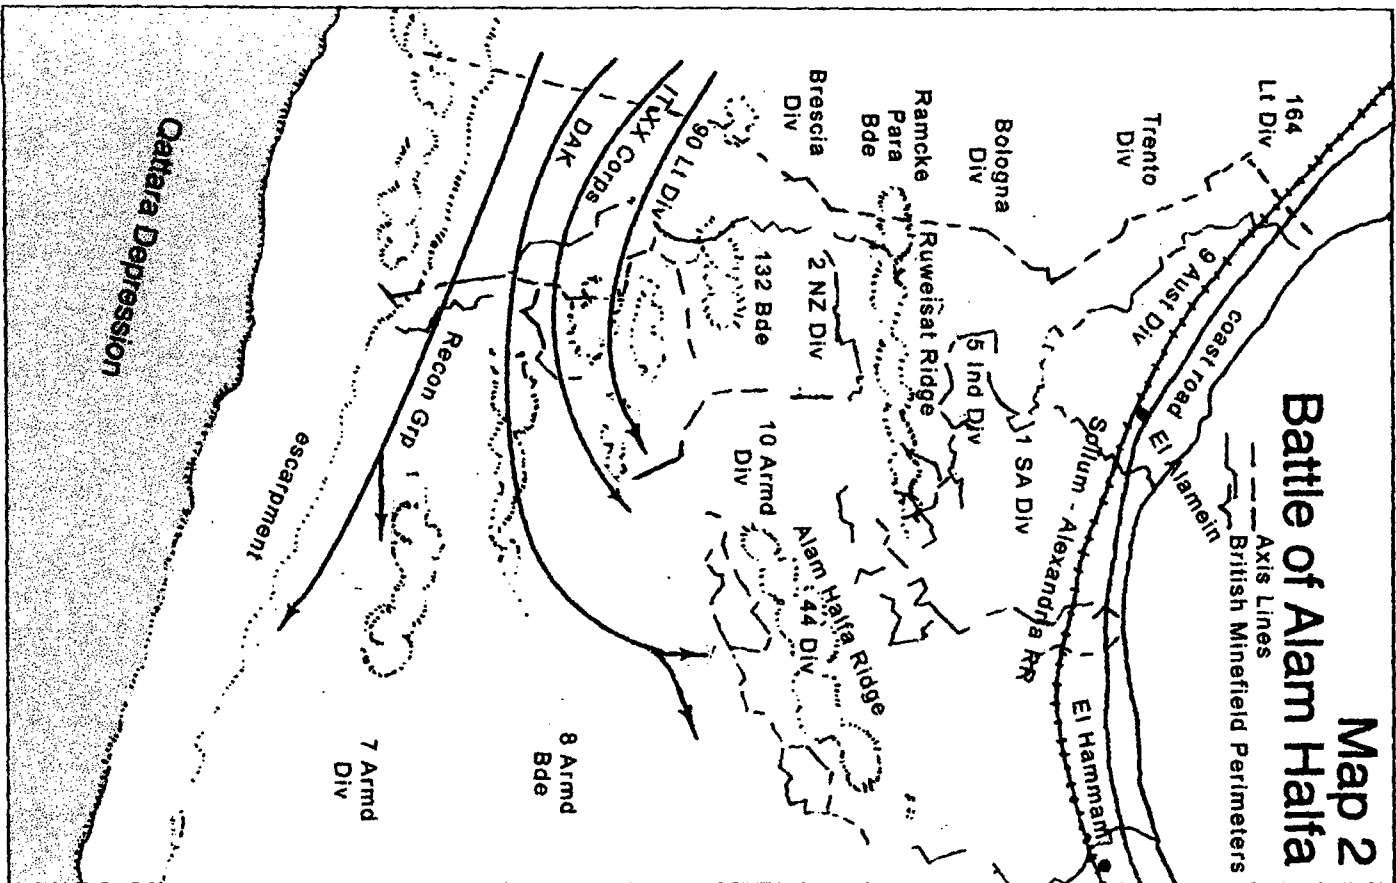 Map 2
Battle of Alam Halfa
Axis Lines
British Minefield Perimeters
164
Lt Div
Trento
Div
Bologna
Div
Ramcke
Para
Bde
Brescia
Div
coast road
9 Aust Div
El Alamein
Sollum - Alexandria RR
El Hammam
Ruweisat Ridge
5 Ind Div
1 SA Div
2 NZ Div
132 Bde
10 Armd
Div
Alam Halfa Ridge
44 Div
90 Lt Div
IT XX Corps
DAK
Recon Grp
8 Armd
Bde
7 Armd
Div
escarpment
Qattara Depression